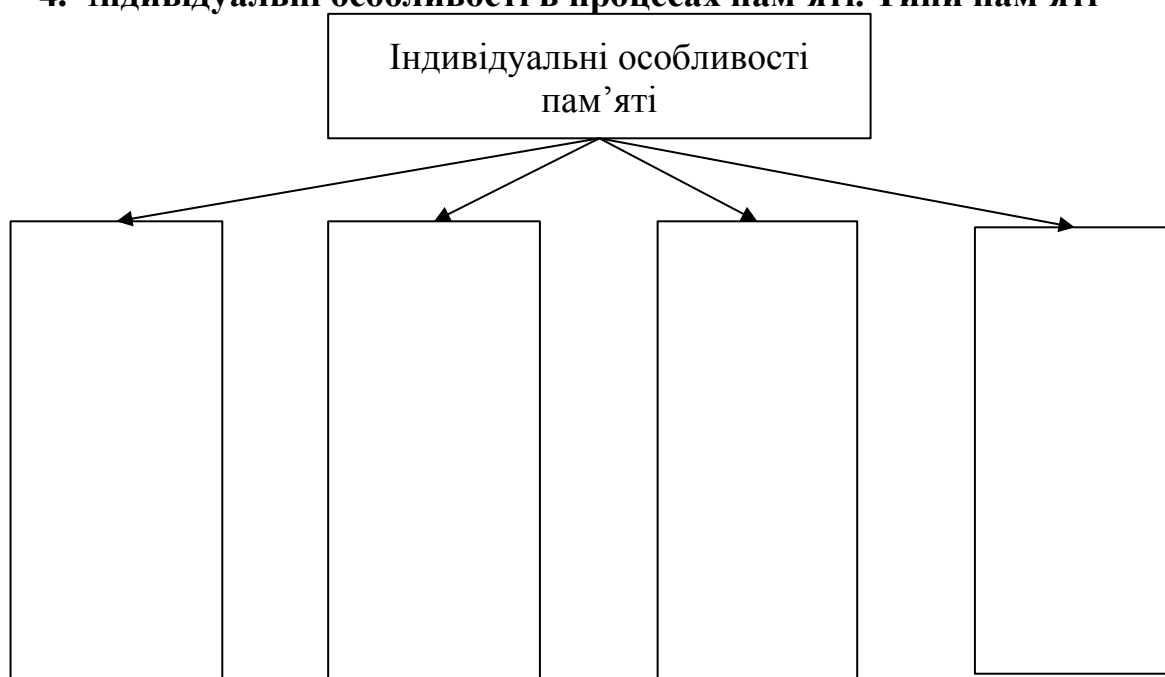 4. Індивідуальні особливості в процесах пам’яті. Типи пам’яті
Індивідуальні особливості
пам’яті